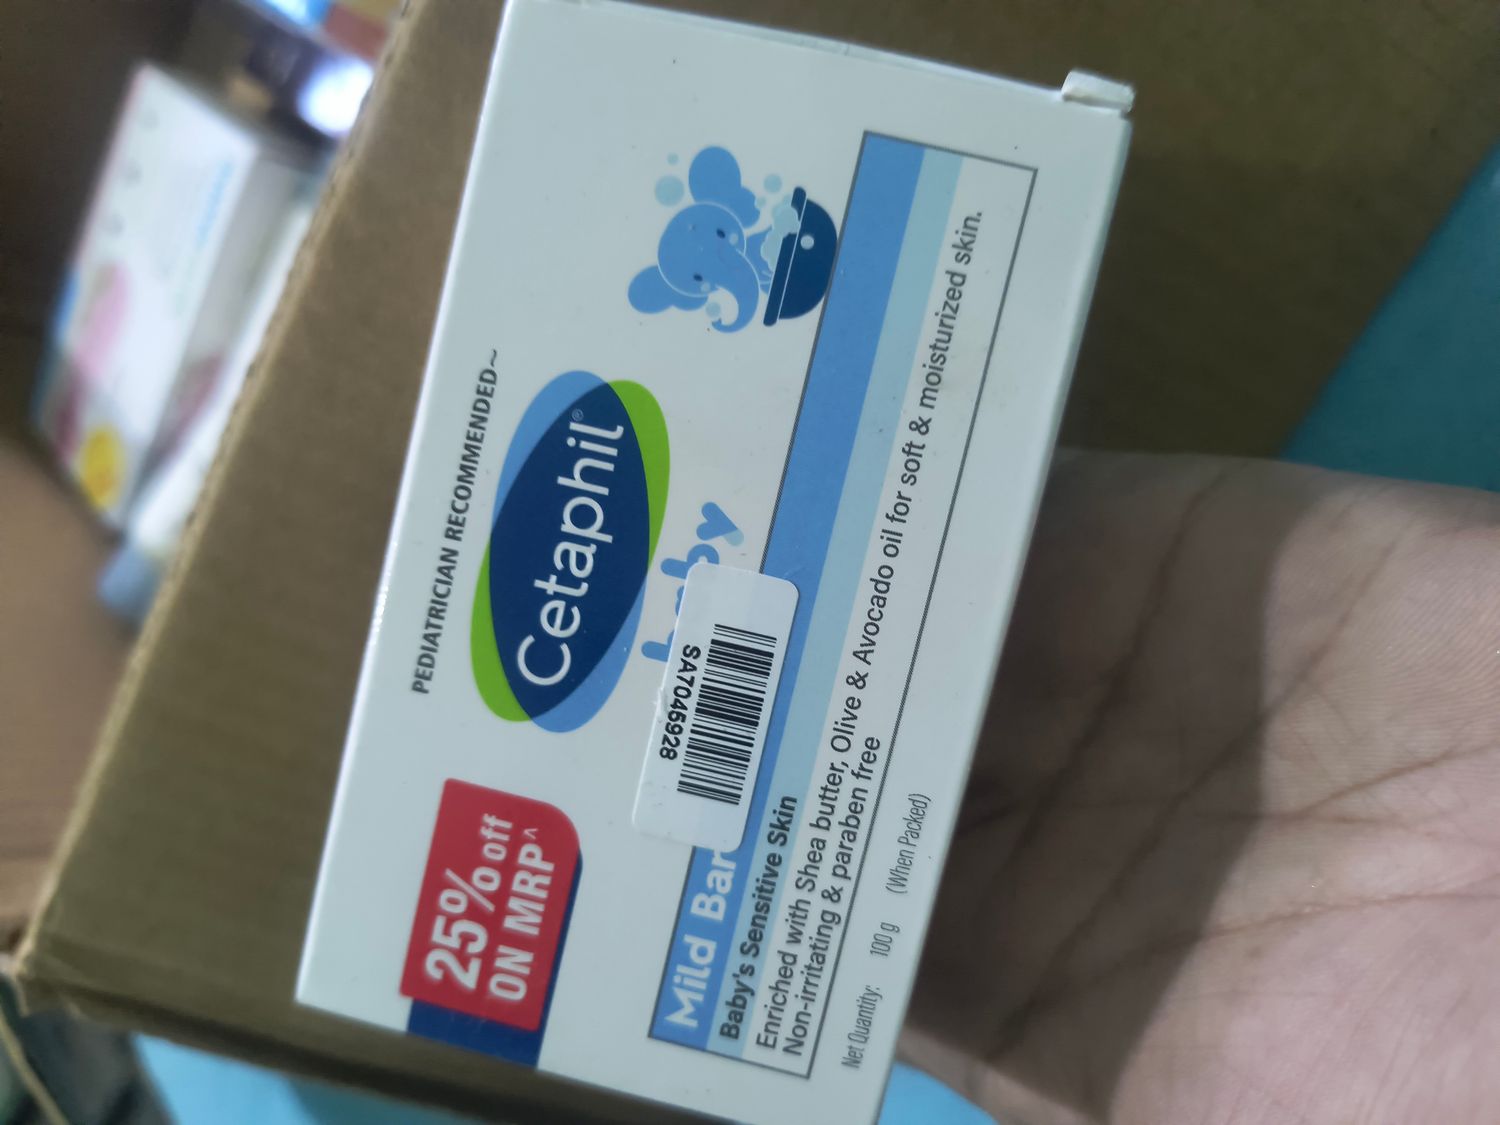 PEDIATRICIAN RECOMMENDED~
Cetaphil®
baby
25% off
ON MRP^
SA7046928
Mild Bar
Baby's Sensitive Skin
Enriched with Shea butter, Olive & Avocado oil for soft & moisturized skin.
Non-irritating & paraben free
Net Quantity: 100 g (When Packed)